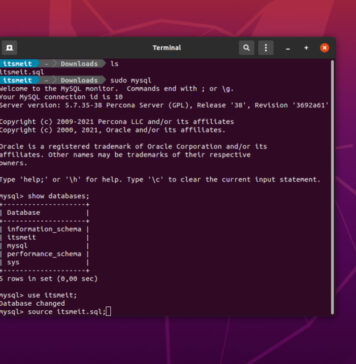 Terminal
itsmeit ~ Downloads ls
itsmeit.sql
itsmeit ~ Downloads sudo mysql
Welcome to the MySQL monitor. Commands end with ; or \g.
Your MySQL connection id is 10
Server version: 5.7.35-38 Percona Server (GPL), Release '38', Revision '3692a61'
Copyright (c) 2009-2021 Percona LLC and/or its affiliates
Copyright (c) 2000, 2021, Oracle and/or its affiliates.
Oracle is a registered trademark of Oracle Corporation and/or its
affiliates. Other names may be trademarks of their respective
owners.
Type 'help;' or '\h' for help. Type '\c' to clear the current input statement.
mysql> show databases;
+--------------------+
| Database |
+--------------------+
| information_schema |
| itsmeit |
| mysql |
| performance_schema |
| sys |
+--------------------+
5 rows in set (0,00 sec)
mysql> use itsmeit;
Database changed
mysql> source itsmeit.sql;